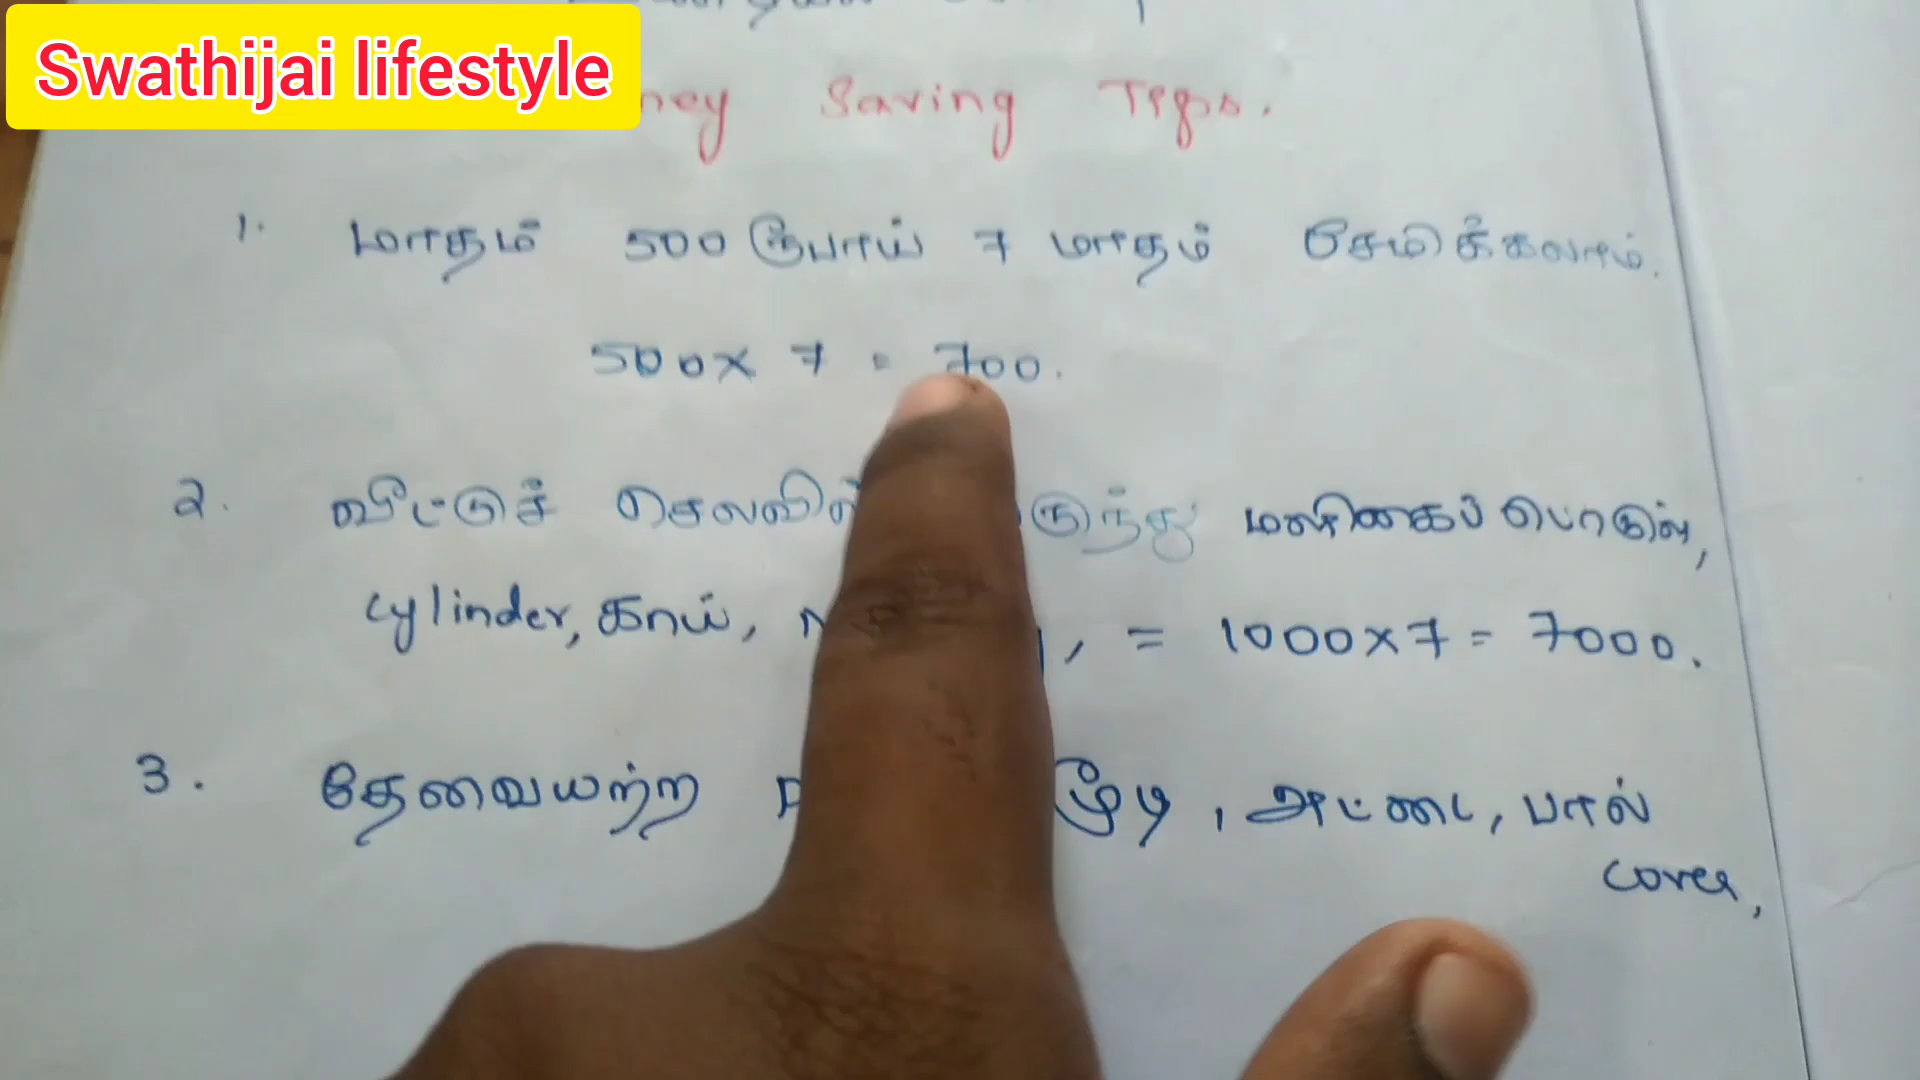 Swathijai lifestyle
Saving Tips.
1. மாதம் 500 ரூபாய் 7 மாதம் சேமிக்கலாம்.
500 x 7 = 700.
2. வீட்டுச் செலவில் மளிகைப் பொருள்,
cylinder, காய், = 1000 x 7 = 7000.
3. தேவையற்ற மூடி, அட்டை, பால்
cover,